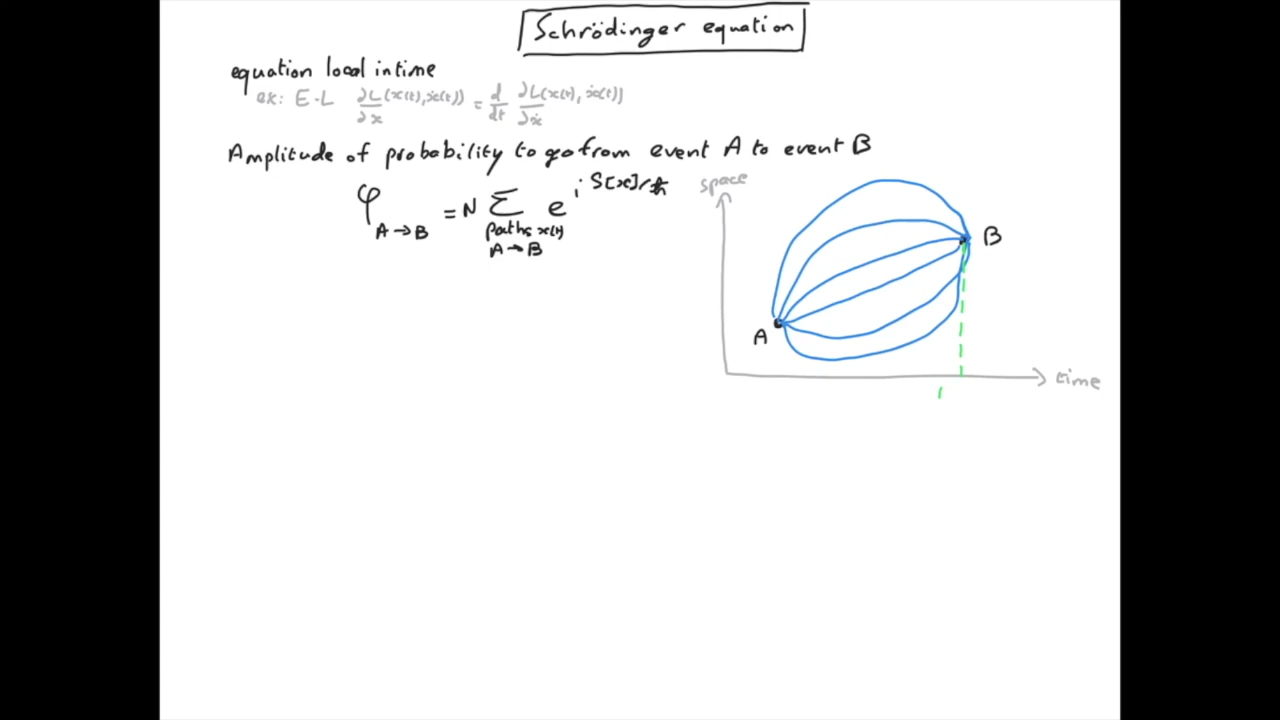 Schrödinger equation
equation local in time
ex: E-L ∂L(x(t),ẋ(t))/∂x = d/dt ∂L(x(t),ẋ(t))/∂ẋ
Amplitude of probability to go from event A to event B
φ A→B = N Σ paths x(t) A→B e^{i S[x]/ħ}
space
B
A
time